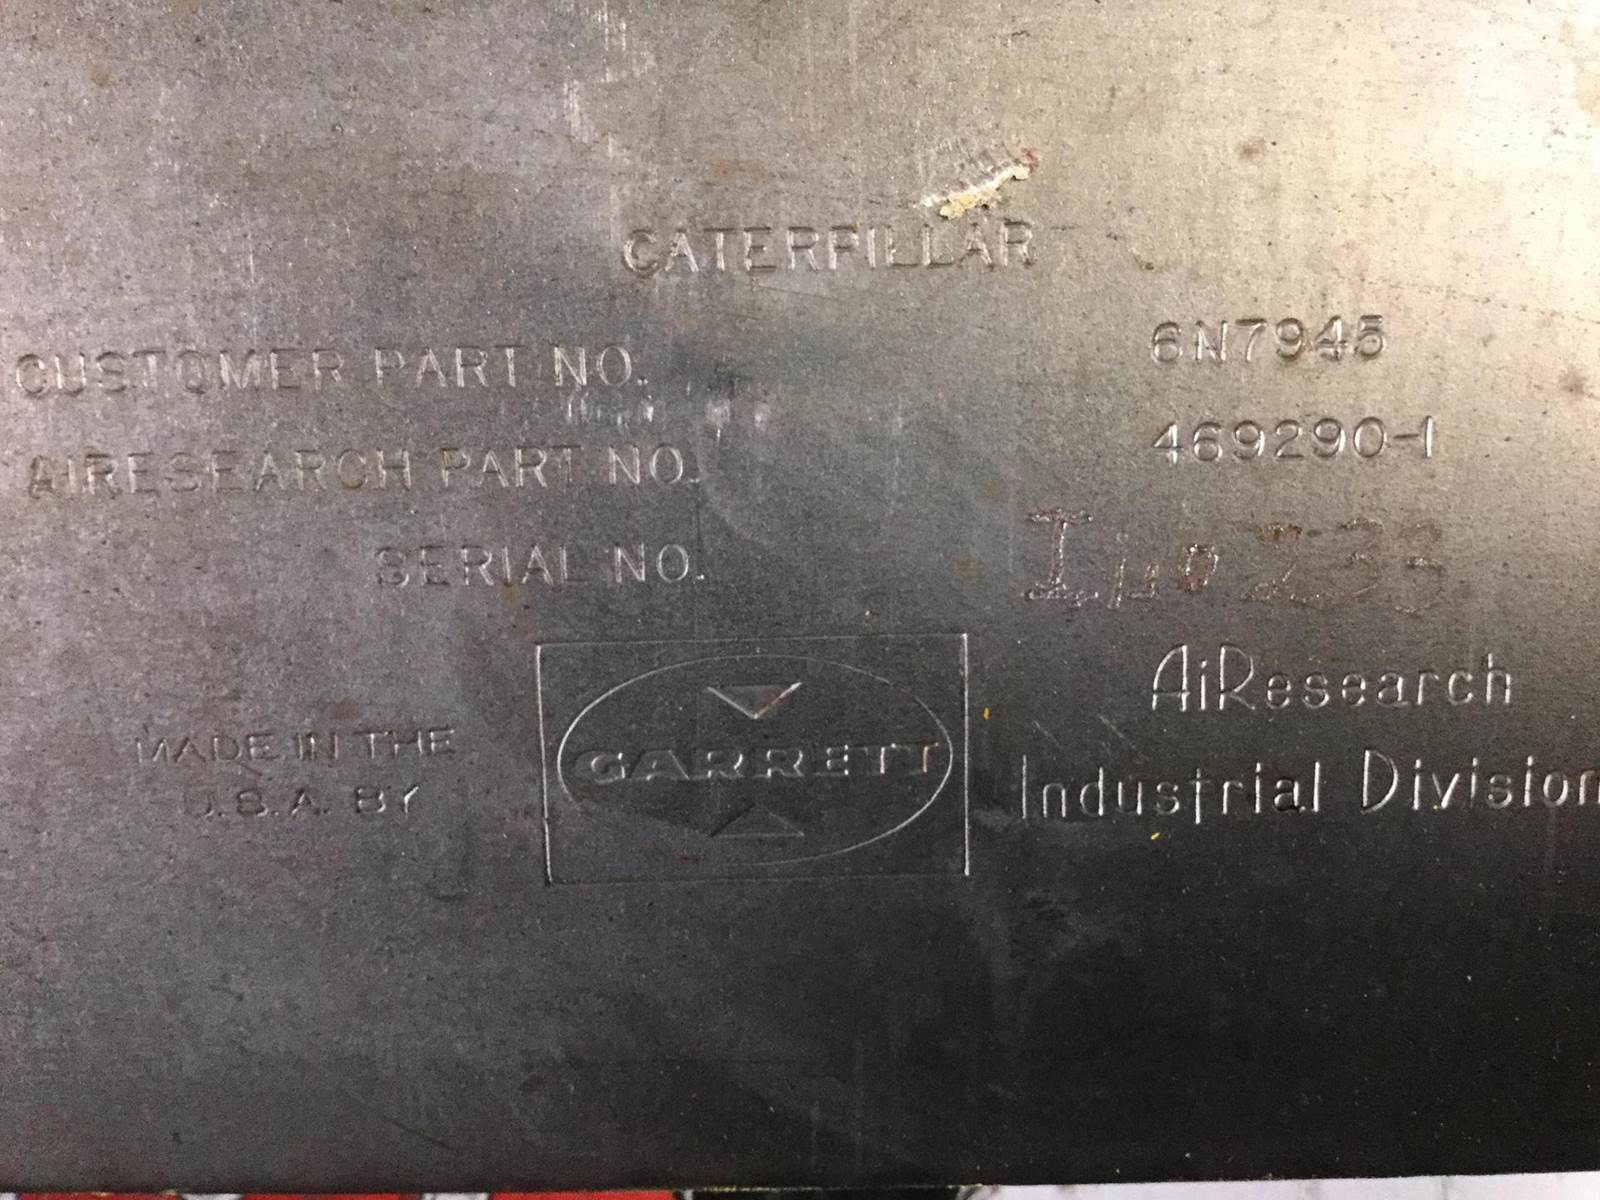 CATERPILLAR
CUSTOMER PART NO. 6N7945
AIRESEARCH PART NO. 469290-1
SERIAL NO.
MADE IN THE
U.S.A. BY
GARRETT
AiResearch
Industrial Division